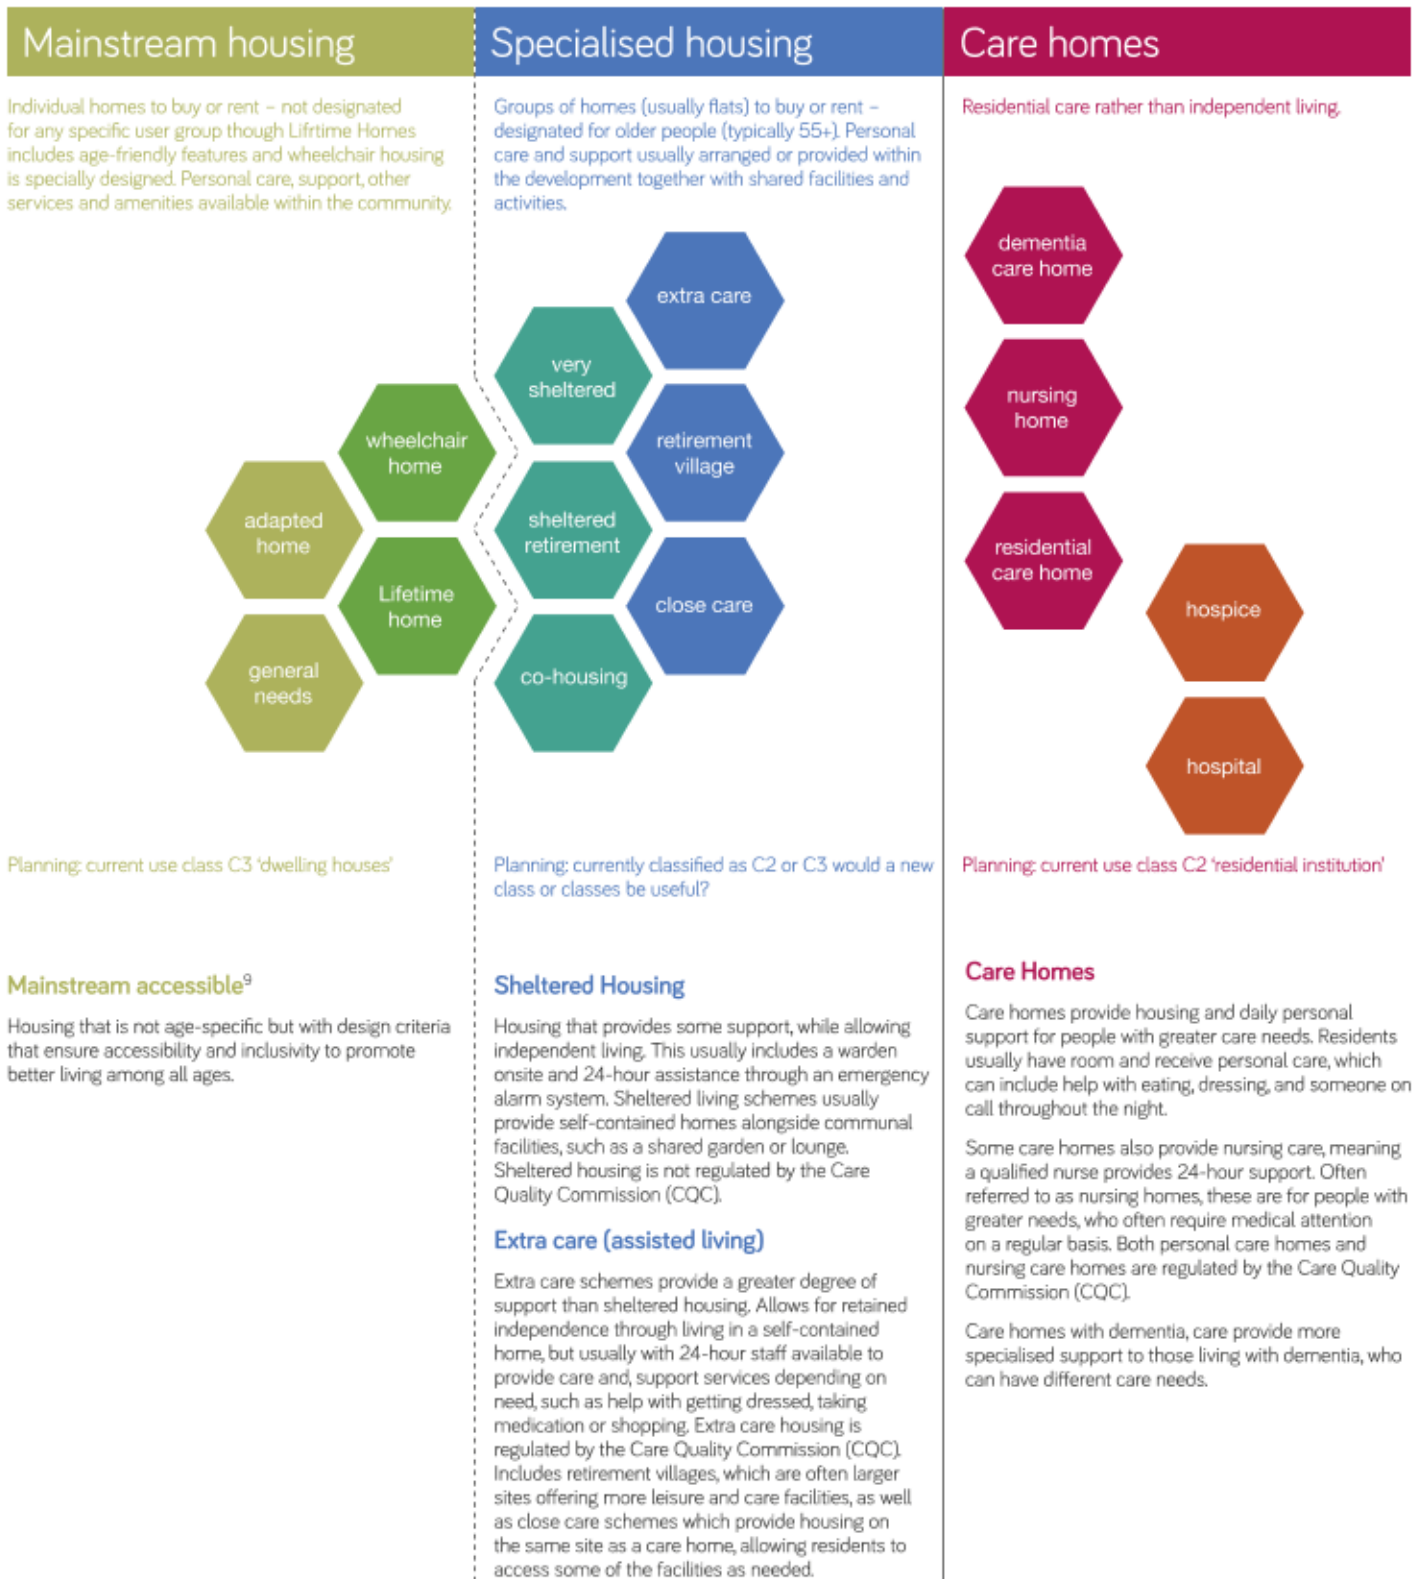 Mainstream housing
Individual homes to buy or rent – not designated
for any specific user group though Lifrtime Homes
includes age-friendly features and wheelchair housing
is specially designed. Personal care, support, other
services and amenities available within the community.
adapted
home
general
needs
wheelchair
home
Lifetime
home
Planning: current use class C3 ‘dwelling houses’
Mainstream accessible⁹
Housing that is not age-specific but with design criteria
that ensure accessibility and inclusivity to promote
better living among all ages.
Specialised housing
Groups of homes (usually flats) to buy or rent –
designated for older people (typically 55+). Personal
care and support usually arranged or provided within
the development together with shared facilities and
activities.
extra care
very
sheltered
retirement
village
sheltered
retirement
close care
co-housing
Planning: currently classified as C2 or C3 would a new
class or classes be useful?
Sheltered Housing
Housing that provides some support, while allowing
independent living. This usually includes a warden
onsite and 24-hour assistance through an emergency
alarm system. Sheltered living schemes usually
provide self-contained homes alongside communal
facilities, such as a shared garden or lounge.
Sheltered housing is not regulated by the Care
Quality Commission (CQC).
Extra care (assisted living)
Extra care schemes provide a greater degree of
support than sheltered housing. Allows for retained
independence through living in a self-contained
home, but usually with 24-hour staff available to
provide care and, support services depending on
need, such as help with getting dressed, taking
medication or shopping. Extra care housing is
regulated by the Care Quality Commission (CQC).
Includes retirement villages, which are often larger
sites offering more leisure and care facilities, as well
as close care schemes which provide housing on
the same site as a care home, allowing residents to
access some of the facilities as needed.
Care homes
Residential care rather than independent living.
dementia
care home
nursing
home
residential
care home
hospice
hospital
Planning: current use class C2 ‘residential institution’
Care Homes
Care homes provide housing and daily personal
support for people with greater care needs. Residents
usually have room and receive personal care, which
can include help with eating, dressing, and someone on
call throughout the night.
Some care homes also provide nursing care, meaning
a qualified nurse provides 24-hour support. Often
referred to as nursing homes, these are for people with
greater needs, who often require medical attention
on a regular basis. Both personal care homes and
nursing care homes are regulated by the Care Quality
Commission (CQC).
Care homes with dementia, care provide more
specialised support to those living with dementia, who
can have different care needs.